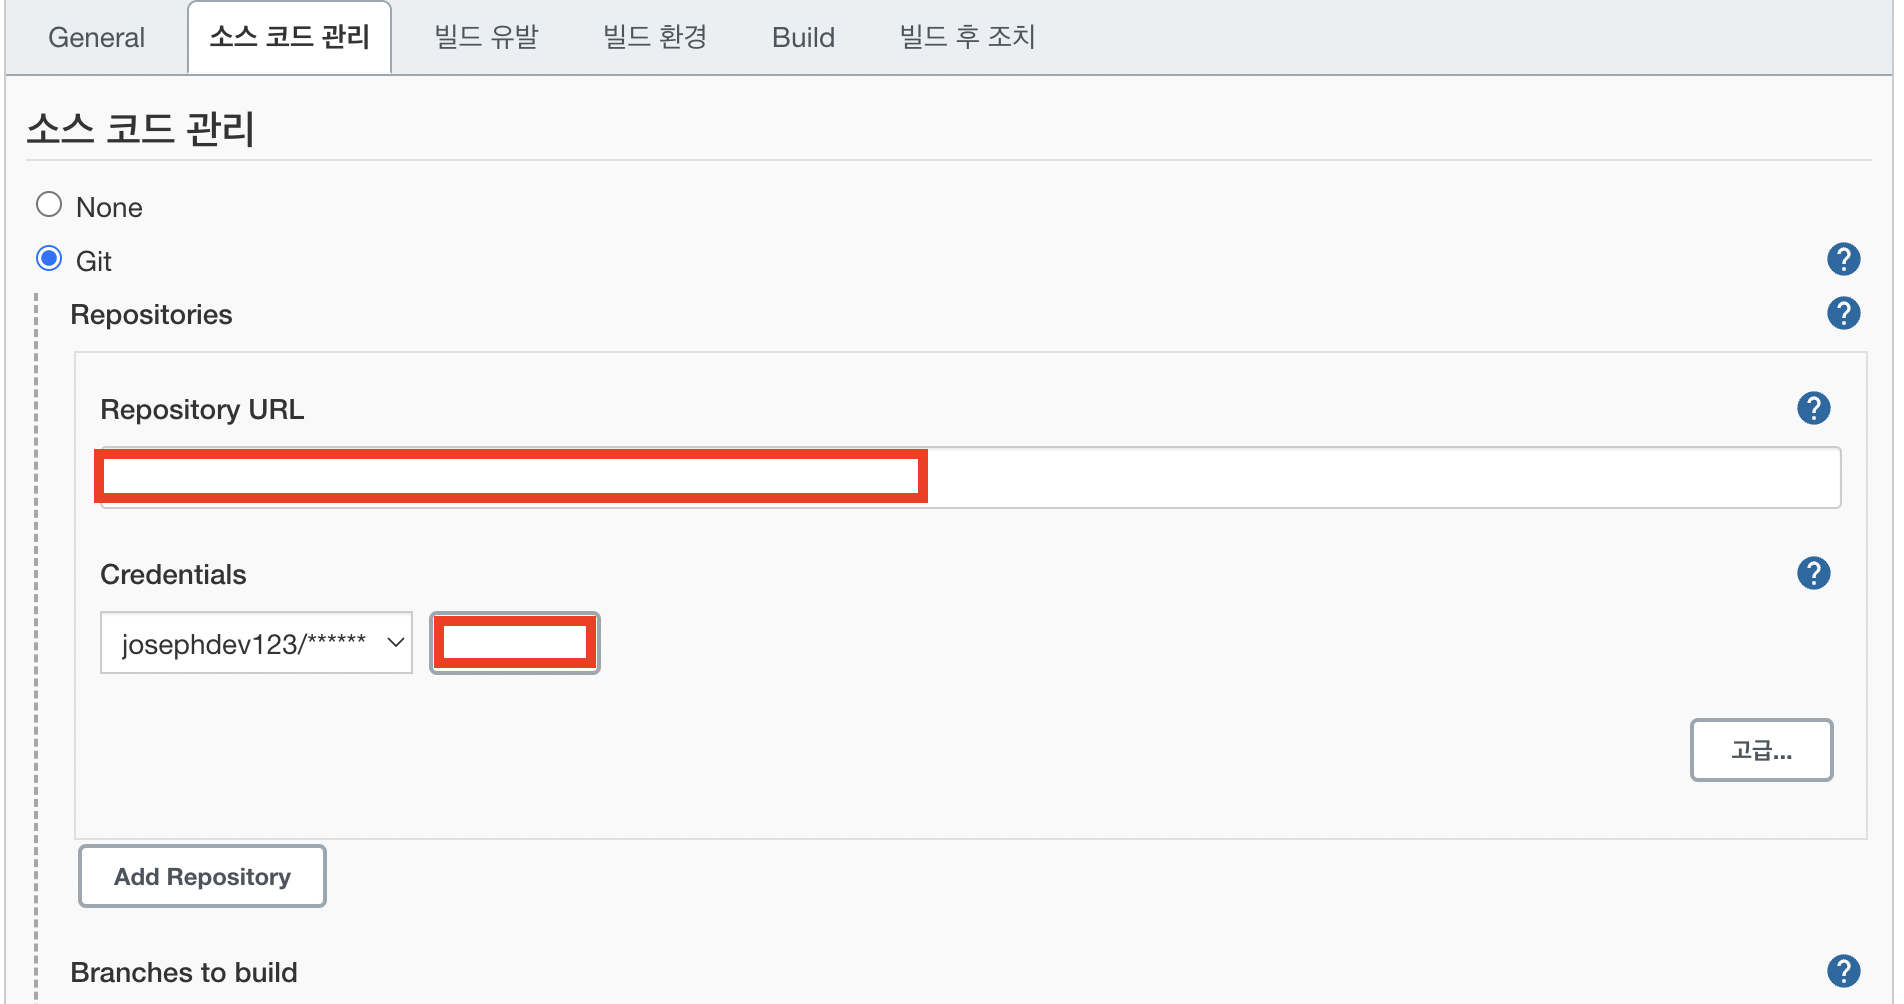 General 소스 코드 관리 빌드 유발 빌드 환경 Build 빌드 후 조치
소스 코드 관리
None
Git
?
Repositories
?
Repository URL
?
Credentials
?
josephdev123/******
고급...
Add Repository
Branches to build
?